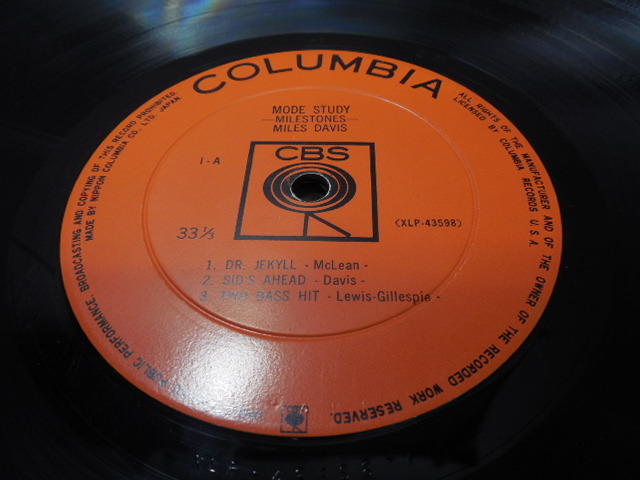 COLUMBIA
MODE STUDY
—MILESTONES—
MILES DAVIS
CBS
1-A
33⅓
(XLP-43598)
1. DR. JEKYLL - McLean -
2. SID'S AHEAD - Davis -
3. TWO BASS HIT - Lewis-Gillespie -
ALL RIGHTS OF THE MANUFACTURER AND OF THE OWNER OF THE RECORDED WORK RESERVED.
PUBLIC PERFORMANCE, BROADCASTING AND COPYING OF THIS RECORD PROHIBITED.
LICENSED BY COLUMBIA RECORDS U.S.A.
MADE BY NIPPON COLUMBIA CO. LTD. JAPAN